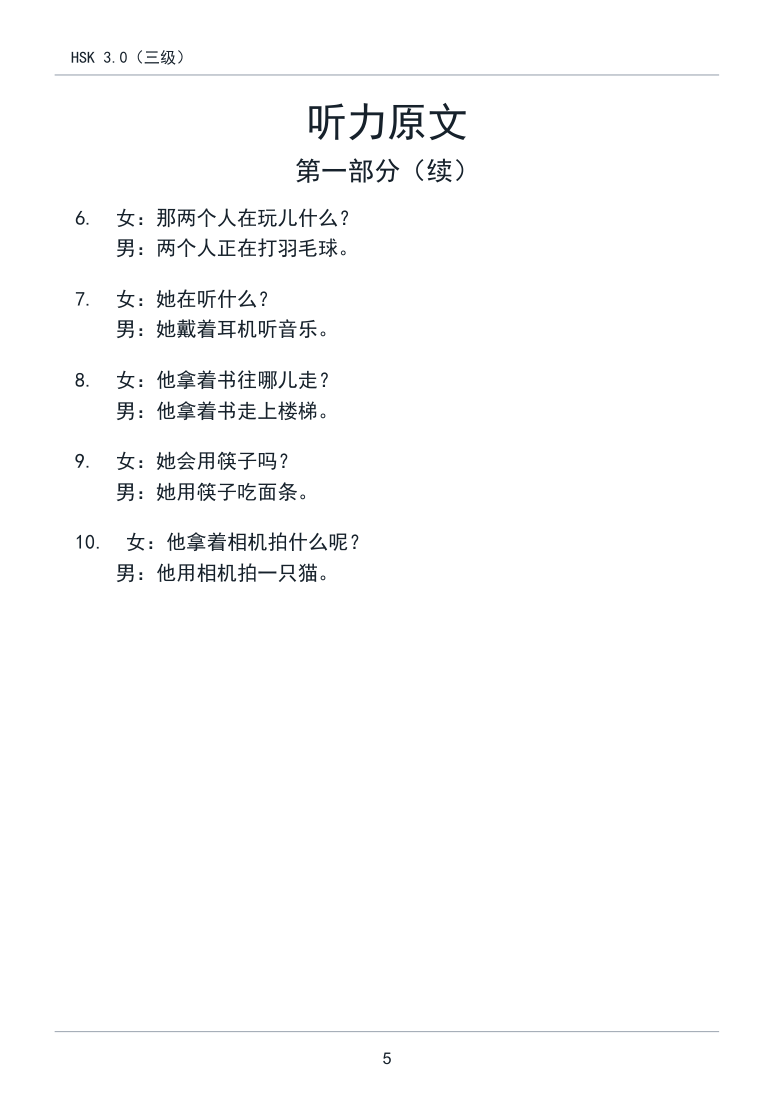 HSK 3.0（三级）
听力原文
第一部分（续）
6. 女：那两个人在玩儿什么？
男：两个人正在打羽毛球。
7. 女：她在听什么？
男：她戴着耳机听音乐。
8. 女：他拿着书往哪儿走？
男：他拿着书走上楼梯。
9. 女：她会用筷子吗？
男：她用筷子吃面条。
10. 女：他拿着相机拍什么呢？
男：他用相机拍一只猫。
5